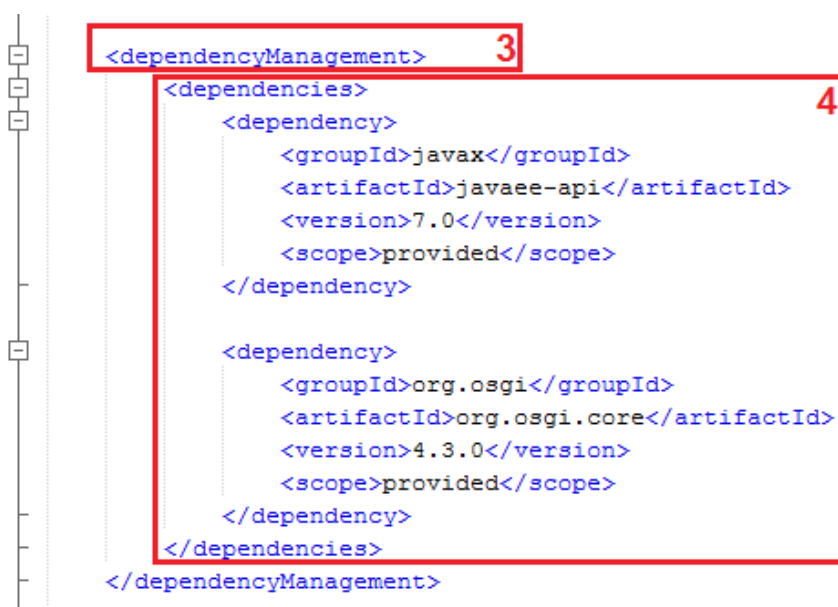 <dependencyManagement> 3
<dependencies> 4
<dependency>
<groupId>javax</groupId>
<artifactId>javaee-api</artifactId>
<version>7.0</version>
<scope>provided</scope>
</dependency>
<dependency>
<groupId>org.osgi</groupId>
<artifactId>org.osgi.core</artifactId>
<version>4.3.0</version>
<scope>provided</scope>
</dependency>
</dependencies>
</dependencyManagement>